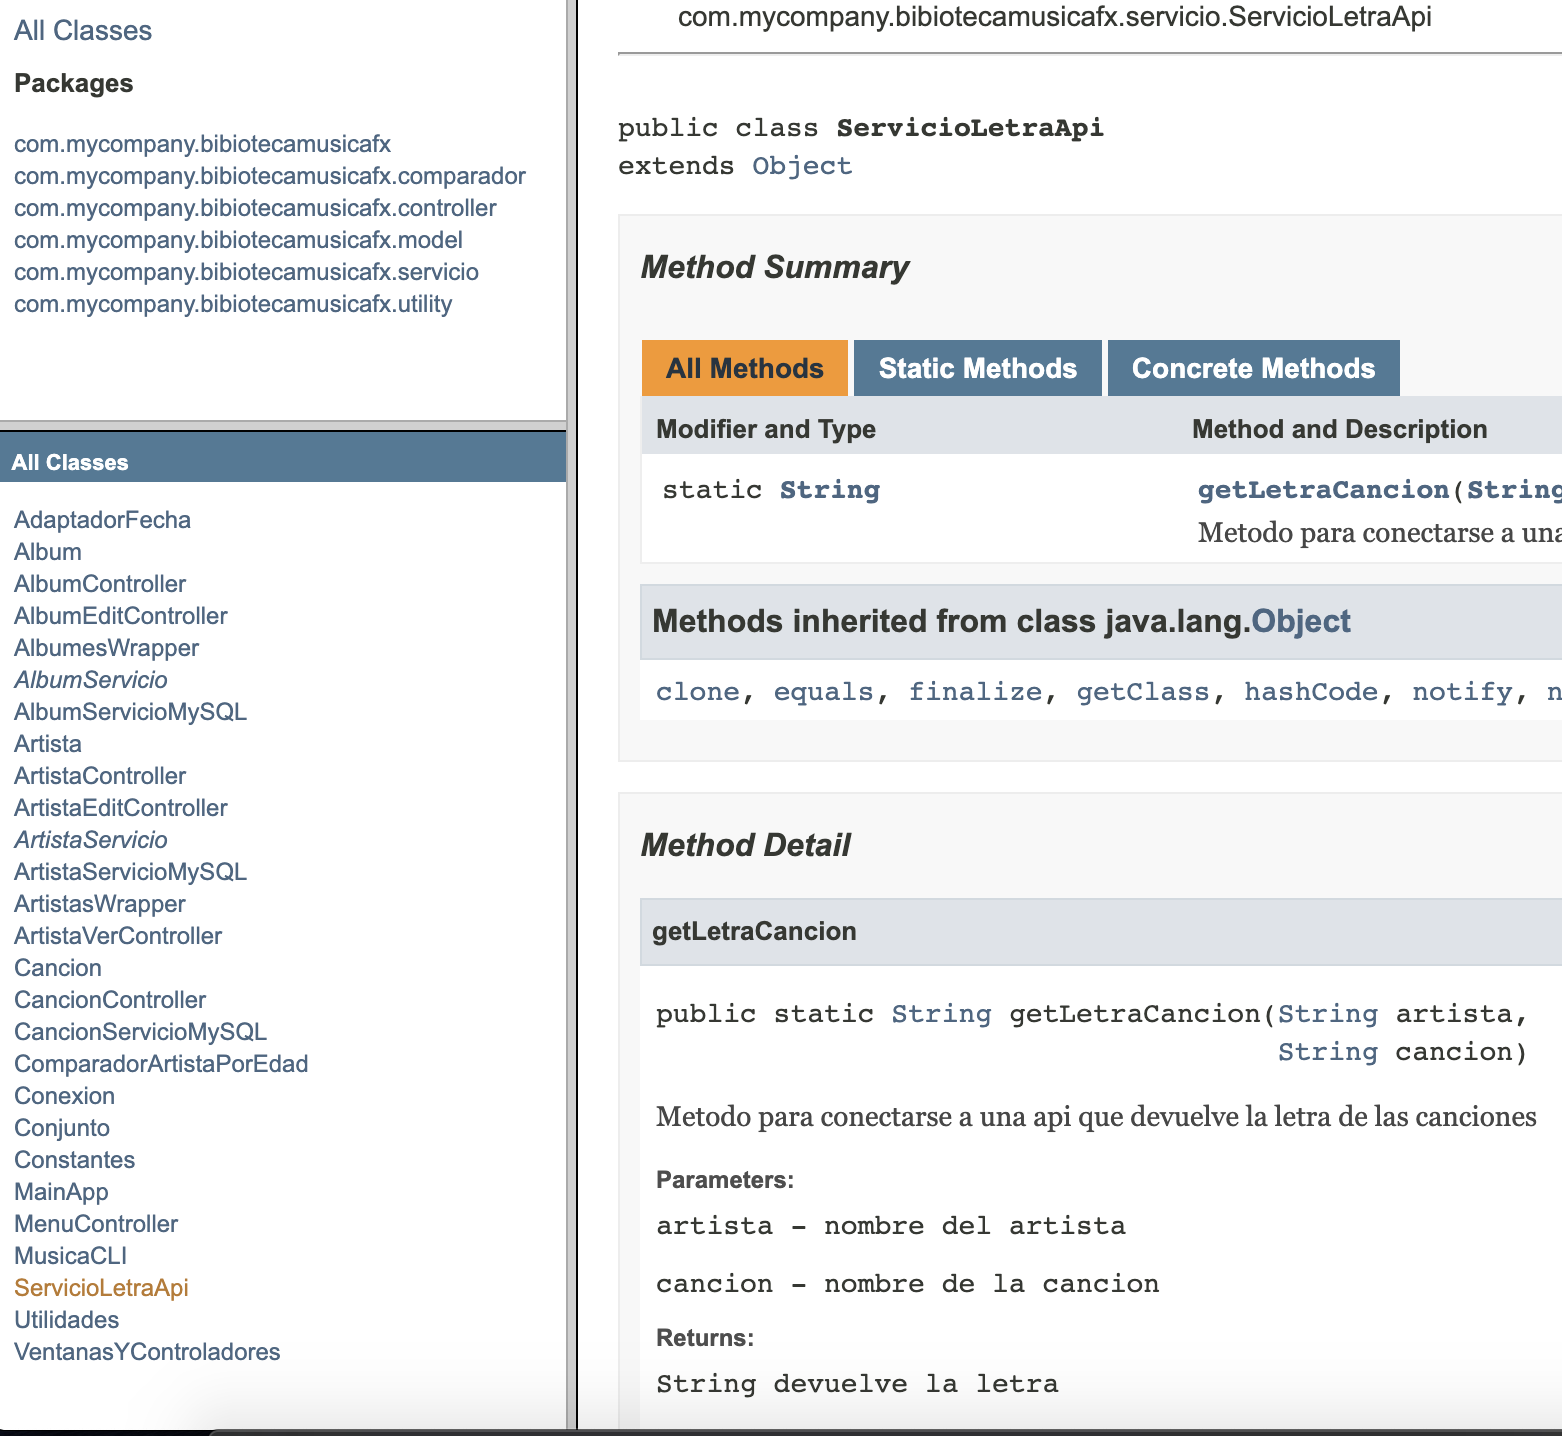 All Classes
Packages
com.mycompany.bibiotecamusicafx
com.mycompany.bibiotecamusicafx.comparador
com.mycompany.bibiotecamusicafx.controller
com.mycompany.bibiotecamusicafx.model
com.mycompany.bibiotecamusicafx.servicio
com.mycompany.bibiotecamusicafx.utility
All Classes
AdaptadorFecha
Album
AlbumController
AlbumEditController
AlbumesWrapper
AlbumServicio
AlbumServicioMySQL
Artista
ArtistaController
ArtistaEditController
ArtistaServicio
ArtistaServicioMySQL
ArtistasWrapper
ArtistaVerController
Cancion
CancionController
CancionServicioMySQL
ComparadorArtistaPorEdad
Conexion
Conjunto
Constantes
MainApp
MenuController
MusicaCLI
ServicioLetraApi
Utilidades
VentanasYControladores
com.mycompany.bibiotecamusicafx.servicio.ServicioLetraApi
public class ServicioLetraApi
extends Object
Method Summary
All Methods Static Methods Concrete Methods
Modifier and Type Method and Description
static String getLetraCancion(String
Metodo para conectarse a una
Methods inherited from class java.lang.Object
clone, equals, finalize, getClass, hashCode, notify, n
Method Detail
getLetraCancion
public static String getLetraCancion(String artista,
String cancion)
Metodo para conectarse a una api que devuelve la letra de las canciones
Parameters:
artista - nombre del artista
cancion - nombre de la cancion
Returns:
String devuelve la letra